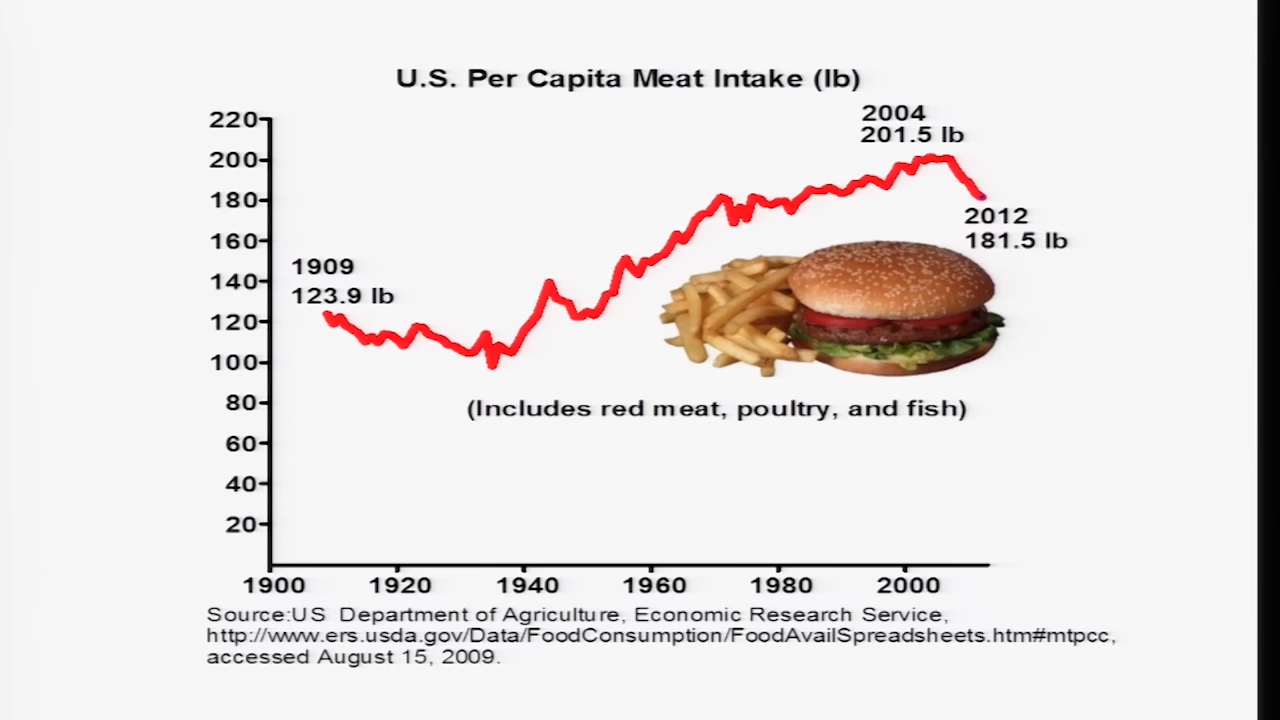 U.S. Per Capita Meat Intake (lb)
2004
201.5 lb
220
200
180
160
140
120
100
80
60
40
20
1909
123.9 lb
2012
181.5 lb
(Includes red meat, poultry, and fish)
1900 1920 1940 1960 1980 2000
Source:US Department of Agriculture, Economic Research Service,
http://www.ers.usda.gov/Data/FoodConsumption/FoodAvailSpreadsheets.htm#mtpcc,
accessed August 15, 2009.